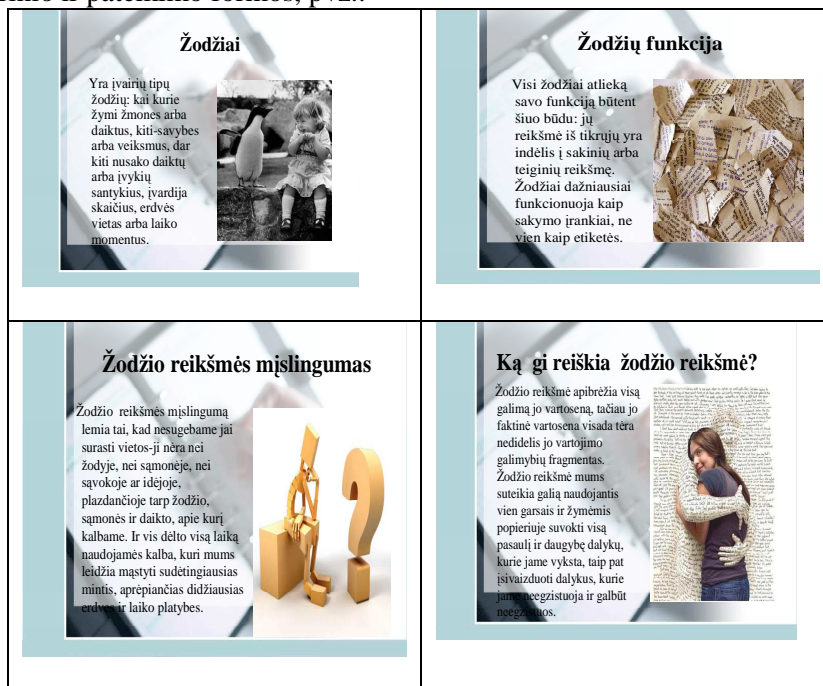 Žodžiai
Yra įvairių tipų
žodžių: kai kurie
žymi žmones arba
daiktus, kiti-savybes
arba veiksmus, dar
kiti nusako daiktų
arba įvykių
santykius, įvardija
skaičius, erdvės
vietas arba laiko
momentus.
Žodžių funkcija
Visi žodžiai atlieką
savo funkciją būtent
šiuo būdu: jų
reikšmė iš tikrųjų yra
indėlis į sakinių arba
teiginių reikšmę.
Žodžiai dažniausiai
funkcionuoja kaip
sakymo įrankiai, ne
vien kaip etiketės.
Žodžio reikšmės mįslingumas
Žodžio reikšmės mįslingumą
lemia tai, kad nesugebame jai
surasti vietos-ji nėra nei
žodyje, nei sąmonėje, nei
sąvokoje ar idėjoje,
plazdančioje tarp žodžio,
sąmonės ir daikto, apie kurį
kalbame. Ir vis dėlto visą laiką
naudojamės kalba, kuri mums
leidžia mąstyti sudėtingiausias
mintis, aprėpiančias didžiausias
erdves ir laiko platybes.
Ką gi reiškia žodžio reikšmė?
Žodžio reikšmė apibrėžia visą
galimą jo vartoseną, tačiau jo
faktinė vartosena visada tėra
nedidelis jo vartojimo
galimybių fragmentas.
Žodžio reikšmė mums
suteikia galią naudojantis
vien garsais ir žymėmis
popieriuje suvokti visą
pasaulį ir daugybę dalykų,
kurie jame vyksta, taip pat
įsivaizduoti dalykus, kurie
jame neegzistuoja ir galbūt
neegzistuos.